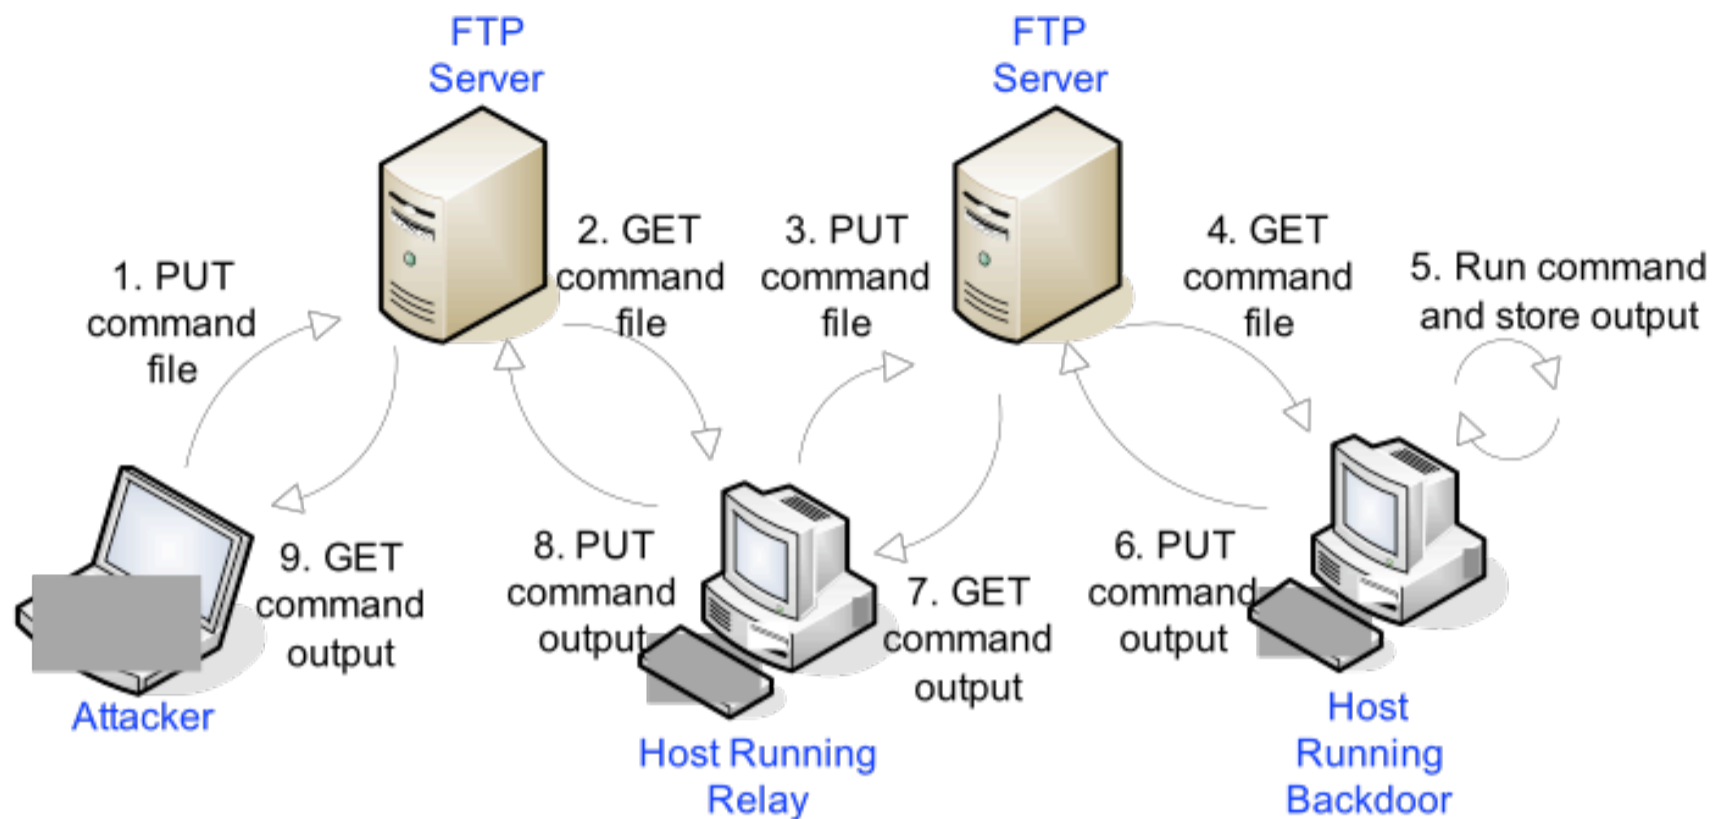 FTP
Server
FTP
Server
1. PUT
command
file
2. GET
command
file
3. PUT
command
file
4. GET
command
file
5. Run command
and store output
6. PUT
command
output
7. GET
command
output
8. PUT
command
output
9. GET
command
output
Attacker
Host Running
Relay
Host
Running
Backdoor